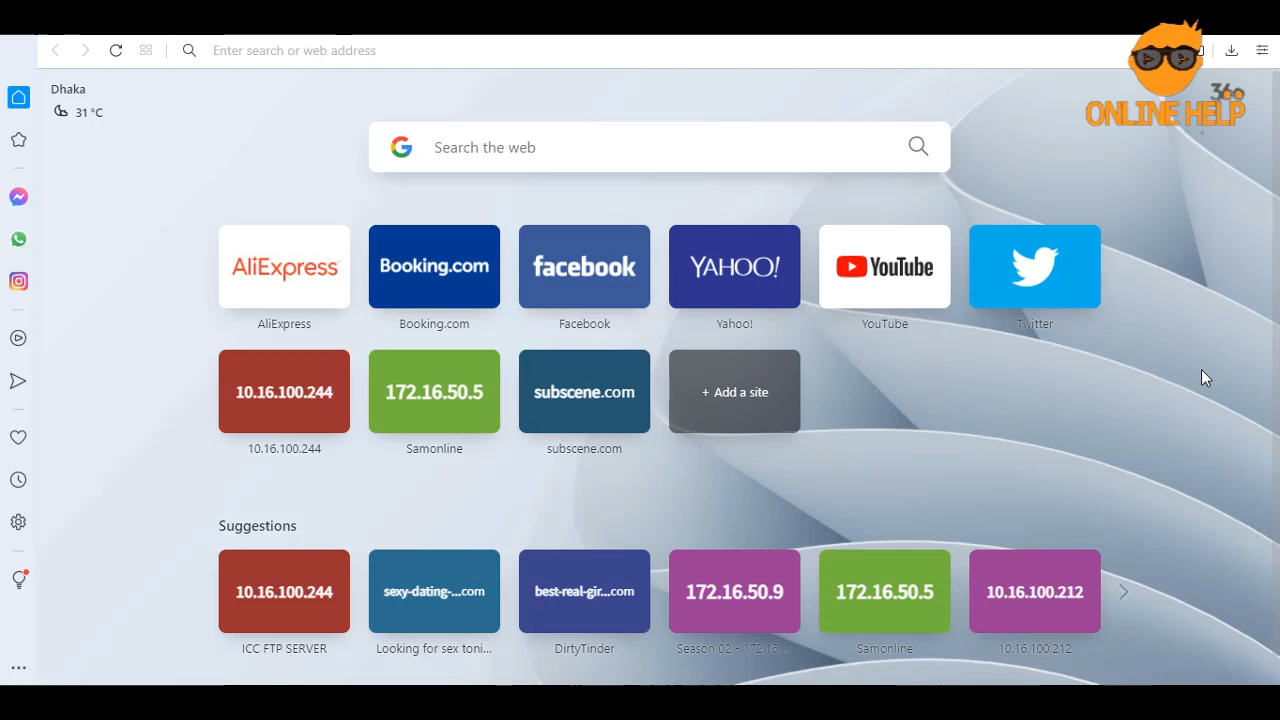 Enter search or web address
360
ONLINE HELP
Dhaka
31 °C
Search the web
AliExpress
Booking.com
facebook
YAHOO!
YouTube
AliExpress
Booking.com
Facebook
Yahoo!
YouTube
Twitter
10.16.100.244
172.16.50.5
subscene.com
+ Add a site
10.16.100.244
Samonline
subscene.com
Suggestions
10.16.100.244
sexy-dating-...com
best-real-gir...com
172.16.50.9
172.16.50.5
10.16.100.212
ICC FTP SERVER
Looking for sex toni...
DirtyTinder
Season 02 - 172.16....
Samonline
10.16.100.212